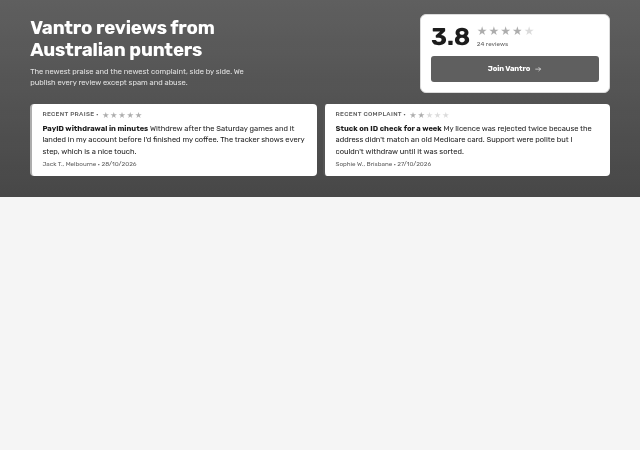 Vantro reviews from
Australian punters
The newest praise and the newest complaint, side by side. We
publish every review except spam and abuse.
3.8
24 reviews
Join Vantro →
RECENT PRAISE •
PayID withdrawal in minutes Withdrew after the Saturday games and it
landed in my account before I'd finished my coffee. The tracker shows every
step, which is a nice touch.
Jack T., Melbourne • 28/10/2026
RECENT COMPLAINT •
Stuck on ID check for a week My licence was rejected twice because the
address didn't match an old Medicare card. Support were polite but I
couldn't withdraw until it was sorted.
Sophie W., Brisbane • 27/10/2026